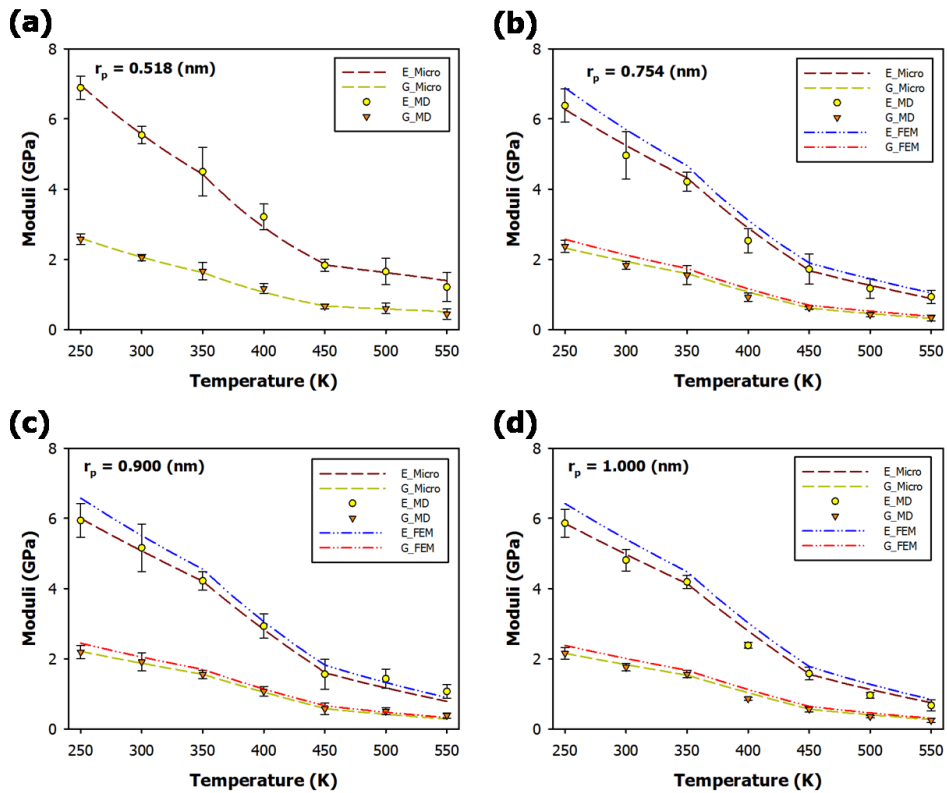 (a)
r_p = 0.518 (nm)
E_Micro
G_Micro
E_MD
G_MD
8
6
4
2
0
Moduli (GPa)
250 300 350 400 450 500 550
Temperature (K)
(b)
r_p = 0.754 (nm)
E_Micro
G_Micro
E_MD
G_MD
E_FEM
G_FEM
8
6
4
2
0
Moduli (GPa)
250 300 350 400 450 500 550
Temperature (K)
(c)
r_p = 0.900 (nm)
E_Micro
G_Micro
E_MD
G_MD
E_FEM
G_FEM
8
6
4
2
0
Moduli (GPa)
250 300 350 400 450 500 550
Temperature (K)
(d)
r_p = 1.000 (nm)
E_Micro
G_Micro
E_MD
G_MD
E_FEM
G_FEM
8
6
4
2
0
Moduli (GPa)
250 300 350 400 450 500 550
Temperature (K)